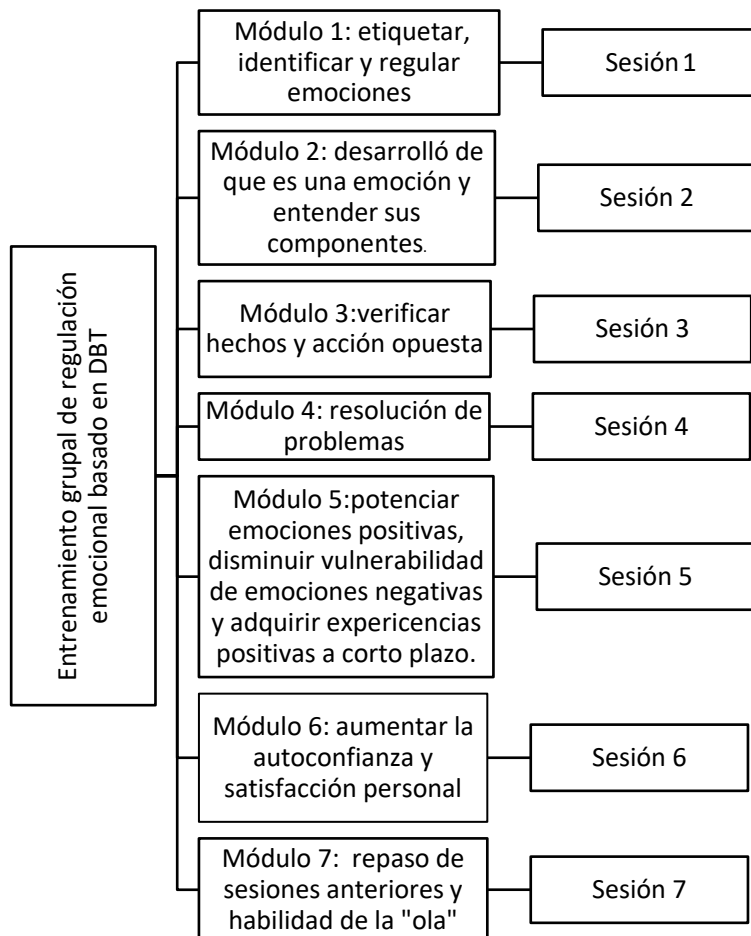 Entrenamiento grupal de regulación
emocional basado en DBT
Módulo 1: etiquetar,
identificar y regular
emociones
Sesión 1
Módulo 2: desarrolló de
que es una emoción y
entender sus
componentes.
Sesión 2
Módulo 3:verificar
hechos y acción opuesta
Sesión 3
Módulo 4: resolución de
problemas
Sesión 4
Módulo 5:potenciar
emociones positivas,
disminuir vulnerabilidad
de emociones negativas
y adquirir expericencias
positivas a corto plazo.
Sesión 5
Módulo 6: aumentar la
autoconfianza y
satisfacción personal
Sesión 6
Módulo 7:  repaso de
sesiones anteriores y
habilidad de la "ola"
Sesión 7